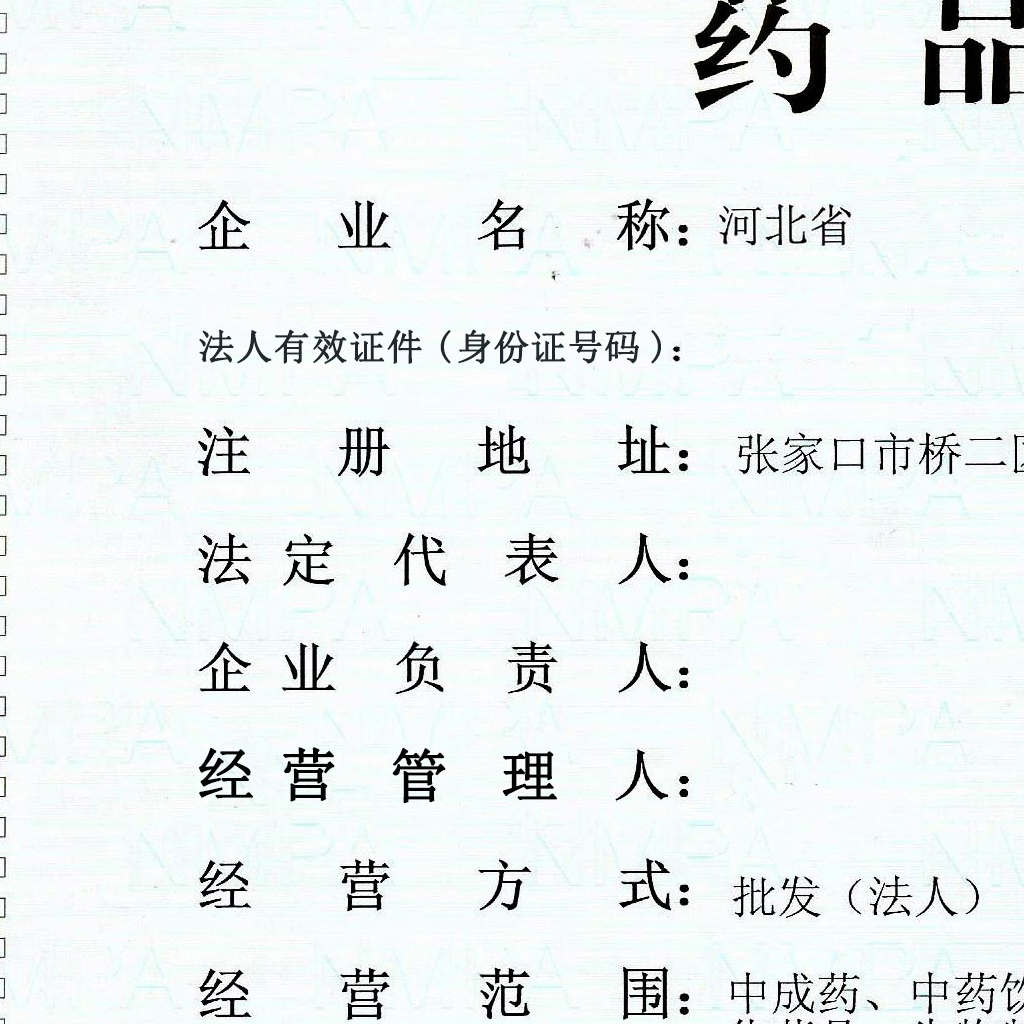 药品
企业名称：河北省
法人有效证件（身份证号码）：
注册地址：张家口市桥二区
法定代表人：
企业负责人：
经营管理人：
经营方式：批发（法人）
经营范围：中成药、中药饮